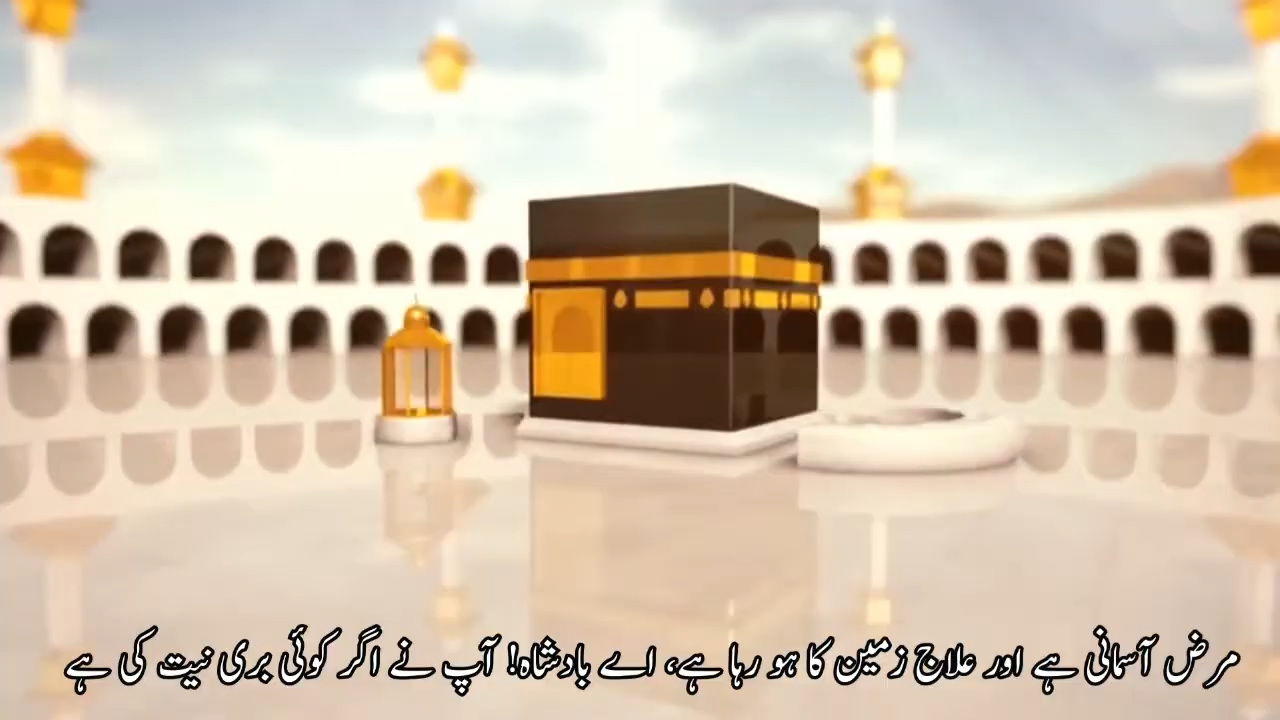 مرض آسمانی ہے اور علاج زمین کا ہو رہا ہے، اے بادشاہ! آپ نے اگر کوئی بری نیت کی ہے